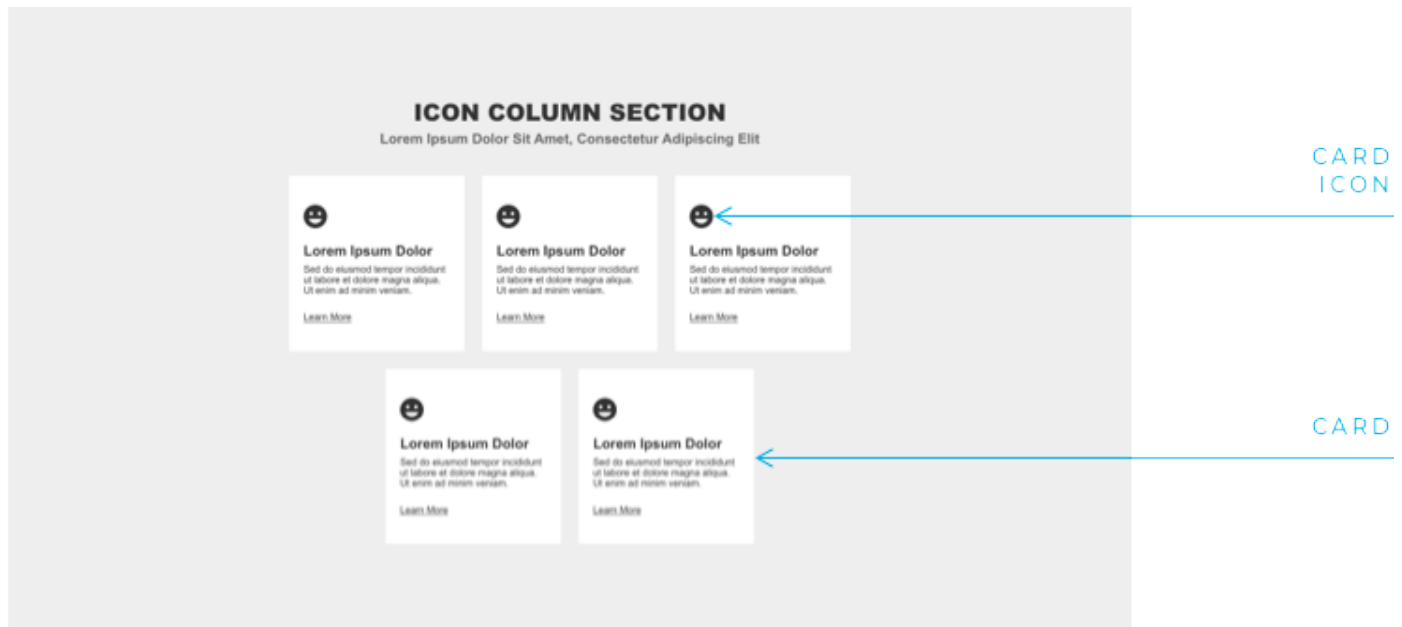 ICON COLUMN SECTION
Lorem Ipsum Dolor Sit Amet, Consectetur Adipiscing Elit
CARD
ICON
Lorem Ipsum Dolor
Sed do eiusmod tempor incididunt
ut labore et dolore magna aliqua.
Ut enim ad minim veniam.
Learn More
Lorem Ipsum Dolor
Sed do eiusmod tempor incididunt
ut labore et dolore magna aliqua.
Ut enim ad minim veniam.
Learn More
Lorem Ipsum Dolor
Sed do eiusmod tempor incididunt
ut labore et dolore magna aliqua.
Ut enim ad minim veniam.
Learn More
Lorem Ipsum Dolor
Sed do eiusmod tempor incididunt
ut labore et dolore magna aliqua.
Ut enim ad minim veniam.
Learn More
Lorem Ipsum Dolor
Sed do eiusmod tempor incididunt
ut labore et dolore magna aliqua.
Ut enim ad minim veniam.
Learn More
CARD